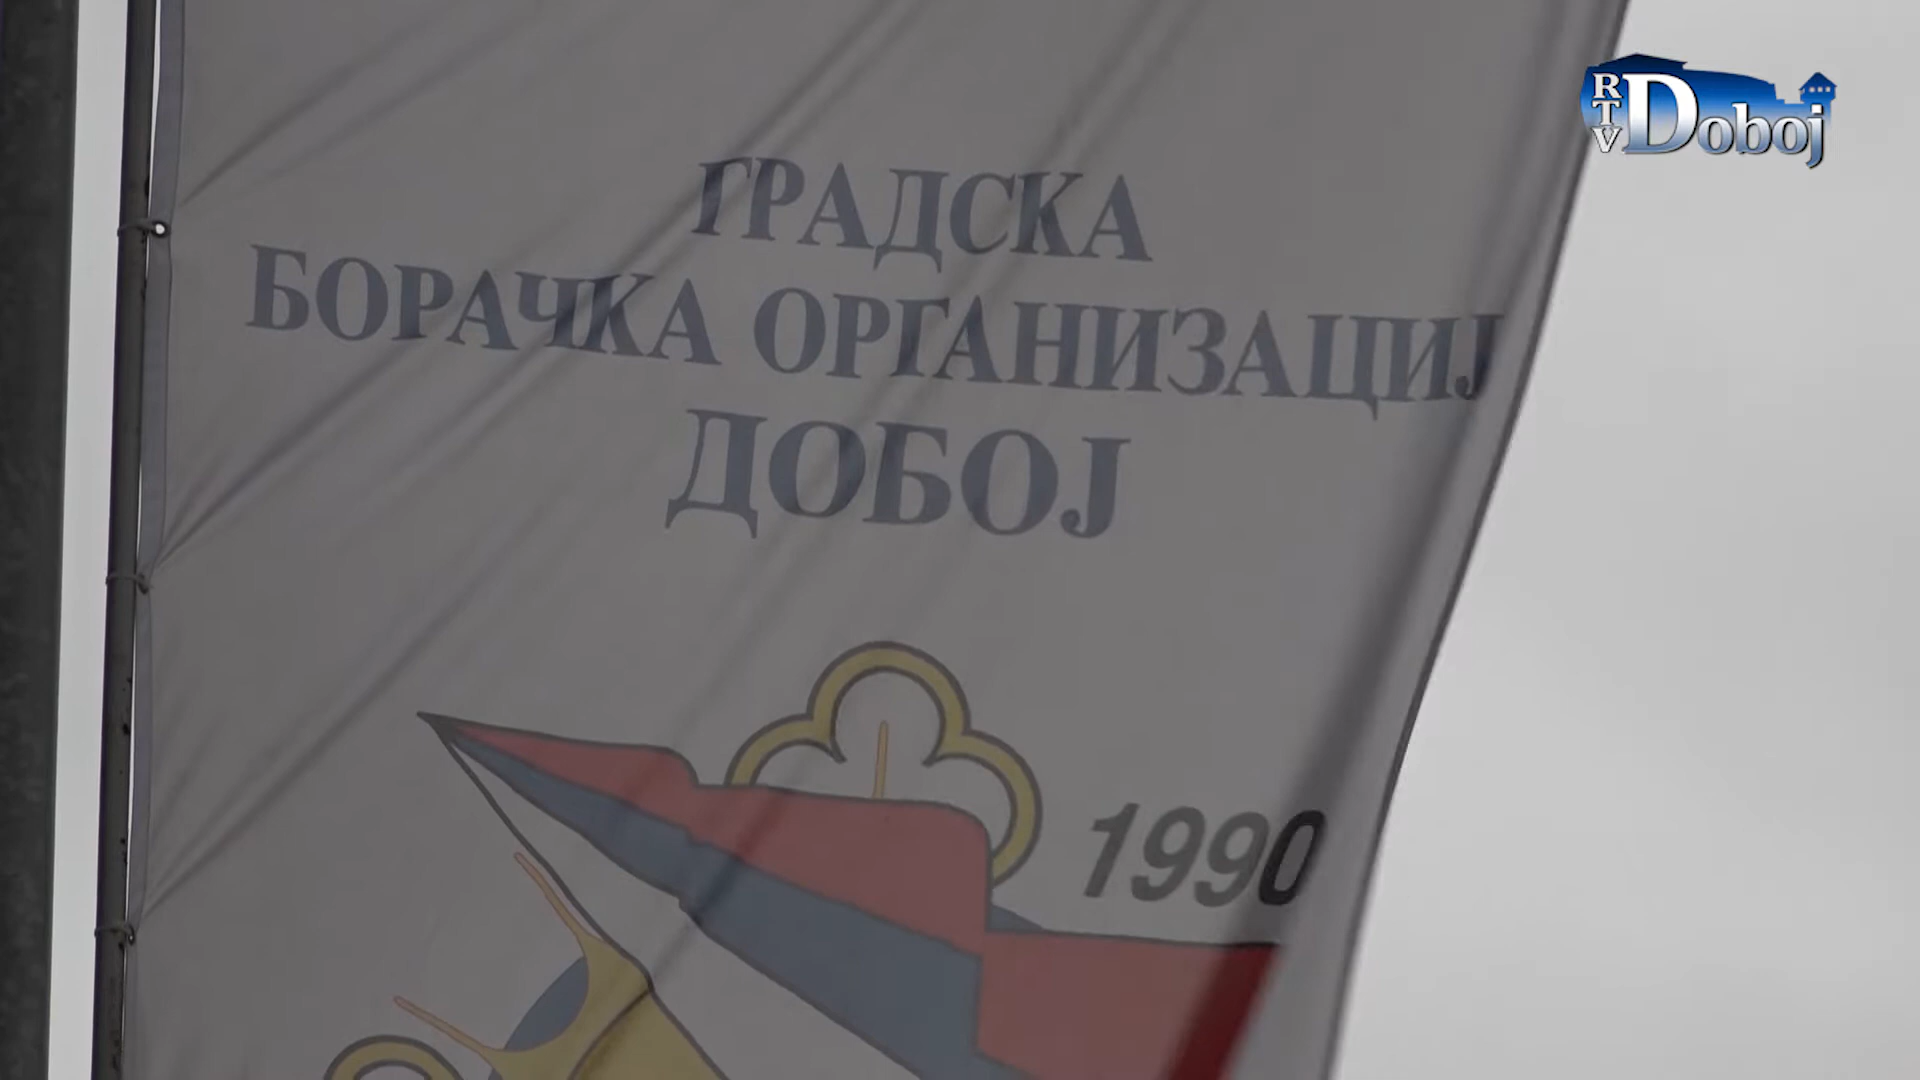 RTV Doboj
ГРАДСКА
БОРАЧКА ОРГАНИЗАЦИЈ
ДОБОЈ
1990